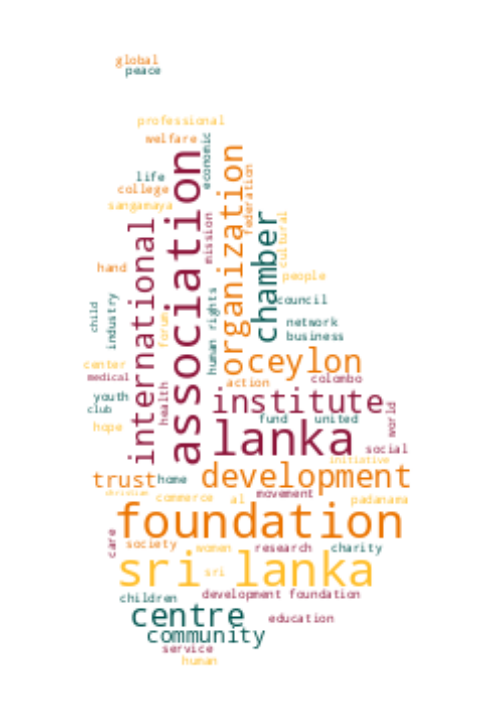 global
peace
professional
welfare
economic
association
organization
life
college
federation
sangamaya
mission
chamber
cultural
international
hand
people
human rights
child
industry
forum
council
network
business
ceylon
center
medical
action
colombo
health
youth
institute
club
world
hope
fund
united
lanka
social
initiative
development
trust
home
christian
commerce
al
movement
padanama
foundation
care
society
women
research
charity
sri lanka
sri
children
development foundation
centre
education
community
service
human